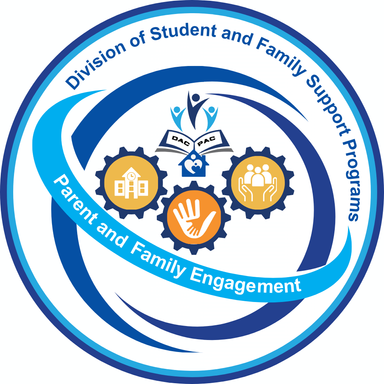 Division of Student and Family Support Programs
DAC PAC
Parent and Family Engagement